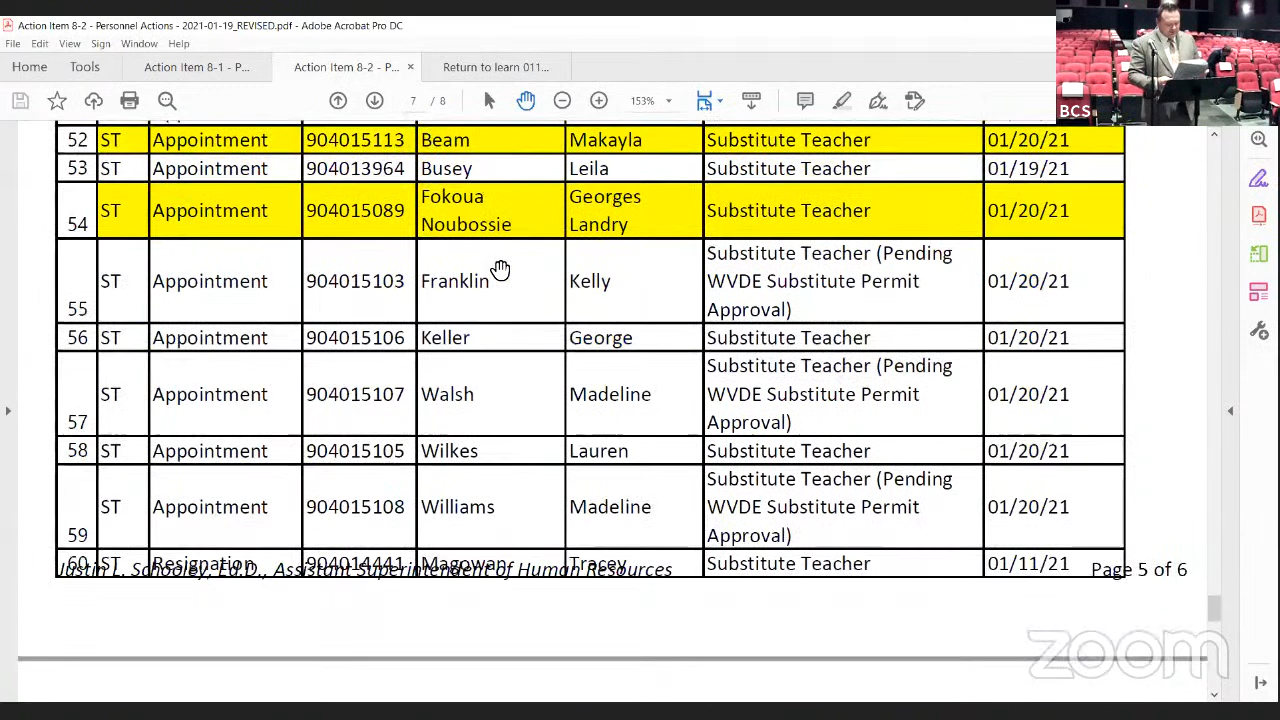 Action Item 8-2 - Personnel Actions - 2021-01-19_REVISED.pdf - Adobe Acrobat Pro DC
File Edit View Sign Window Help
Home Tools Action Item 8-1 - P... Action Item 8-2 - P... × Return to learn 011
7 / 8 153%
BCS
52 ST Appointment 904015113 Beam Makayla Substitute Teacher 01/20/21
53 ST Appointment 904013964 Busey Leila Substitute Teacher 01/19/21
Fokoua Georges
54 ST Appointment 904015089 Noubossie Landry Substitute Teacher 01/20/21
Substitute Teacher (Pending
55 ST Appointment 904015103 Franklin Kelly WVDE Substitute Permit 01/20/21
Approval)
56 ST Appointment 904015106 Keller George Substitute Teacher 01/20/21
Substitute Teacher (Pending
57 ST Appointment 904015107 Walsh Madeline WVDE Substitute Permit 01/20/21
Approval)
58 ST Appointment 904015105 Wilkes Lauren Substitute Teacher 01/20/21
Substitute Teacher (Pending
59 ST Appointment 904015108 Williams Madeline WVDE Substitute Permit 01/20/21
Approval)
60 ST Resignation 904014441 Magowan Tracey Substitute Teacher 01/11/21
Justin L. Schooley, Ed.D., Assistant Superintendent of Human Resources Page 5 of 6
zoom